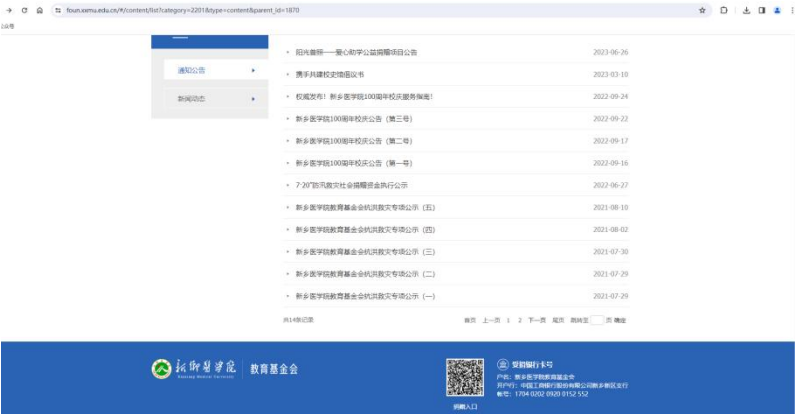 foun.xxmu.edu.cn/#/content/list?category=2201&type=content&parent_id=1870
阳光普照——爱心助学公益捐赠项目公告 2023-06-26
通知公告
携手共建校史馆倡议书 2023-03-10
新闻动态
权威发布！新乡医学院100周年校庆服务指南！ 2022-09-24
新乡医学院100周年校庆公告（第三号） 2022-09-22
新乡医学院100周年校庆公告（第二号） 2022-09-17
新乡医学院100周年校庆公告（第一号） 2022-09-16
7·20"防汛救灾社会捐赠资金执行公示 2022-06-27
新乡医学院教育基金会抗洪救灾专项公示（五） 2021-08-10
新乡医学院教育基金会抗洪救灾专项公示（四） 2021-08-02
新乡医学院教育基金会抗洪救灾专项公示（三） 2021-07-30
新乡医学院教育基金会抗洪救灾专项公示（二） 2021-07-29
新乡医学院教育基金会抗洪救灾专项公示（一） 2021-07-29
共14条记录 首页 上一页 1 2 下一页 尾页 跳转至 页 确定
新乡医学院 教育基金会
Xinxiang Medical University
受捐银行卡号
户名：新乡医学院教育基金会
开户行：中国工商银行股份有限公司新乡新区支行
帐号：1704 0202 0920 0152 552
捐赠入口